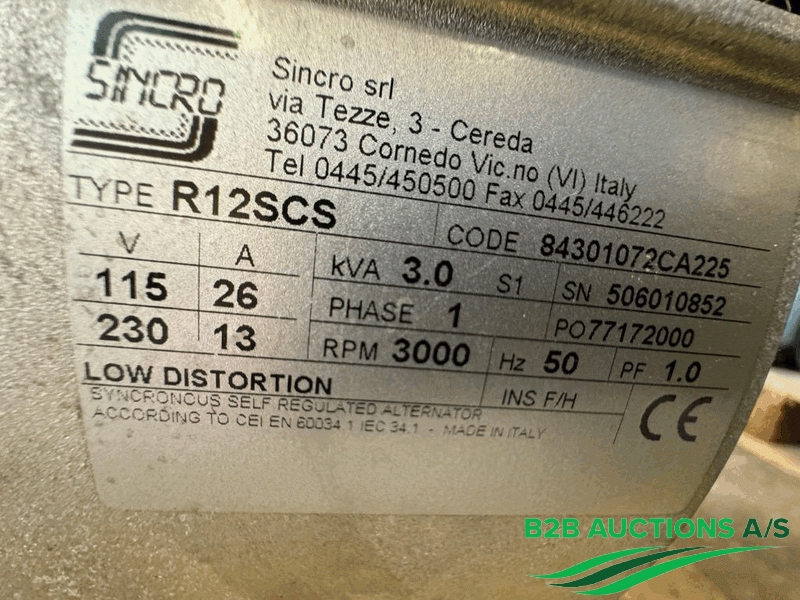 SINCRO
Sincro srl
via Tezze, 3 - Cereda
36073 Cornedo Vic.no (VI) Italy
Tel 0445/450500 Fax 0445/446222
TYPE R12SCS
CODE 84301072CA225
V A
115 26
230 13
kVA 3.0 S1
SN 506010852
PHASE 1
PO77172000
RPM 3000 Hz 50 PF 1.0
LOW DISTORTION
INS F/H
CE
SYNCRONCUS SELF REGULATED ALTERNATOR
ACCORDING TO CEI EN 60034 1 IEC 34.1 - MADE IN ITALY
B2B AUCTIONS A/S